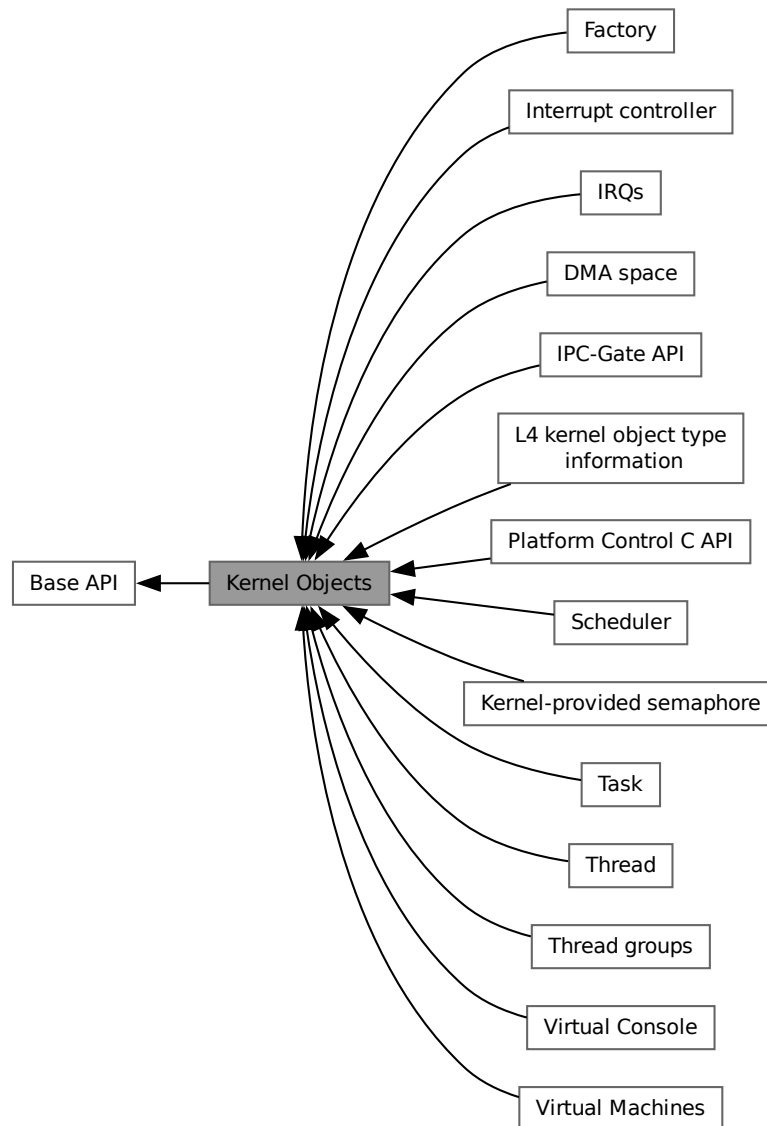 Factory
Interrupt controller
IRQs
DMA space
IPC-Gate API
L4 kernel object type
information
Platform Control C API
Base API
Kernel Objects
Scheduler
Kernel-provided semaphore
Task
Thread
Thread groups
Virtual Console
Virtual Machines